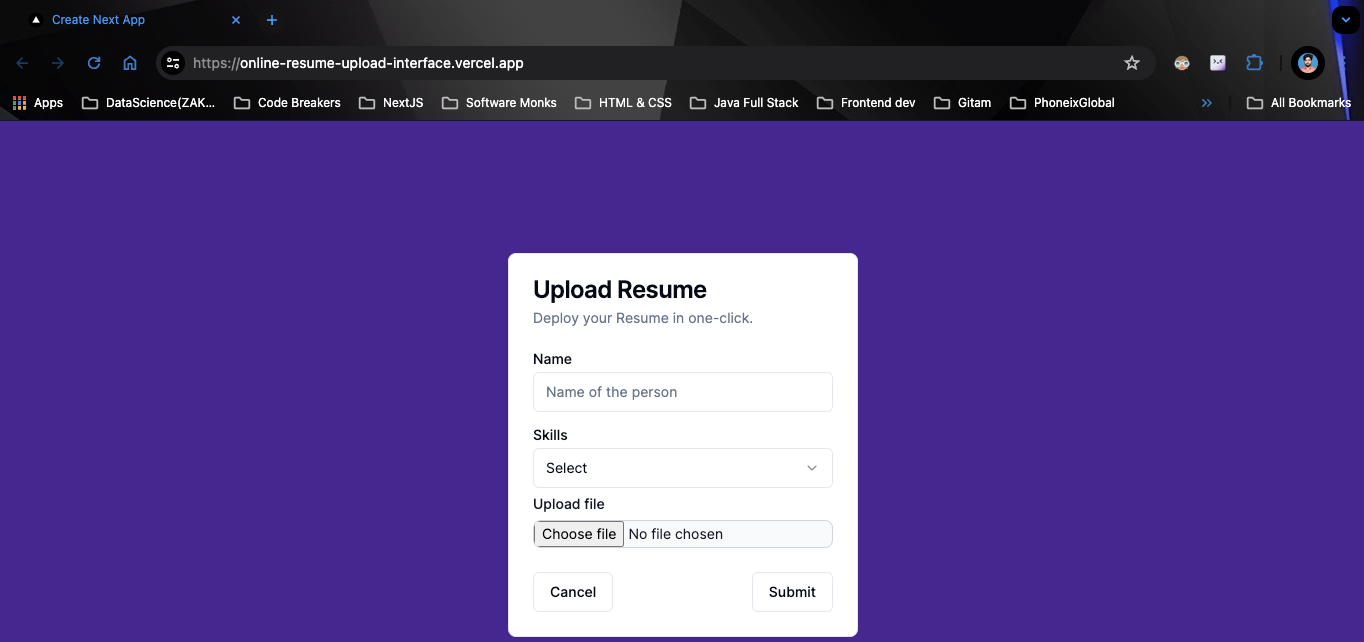 Create Next App
https://online-resume-upload-interface.vercel.app
Apps DataScience(ZAK... Code Breakers NextJS Software Monks HTML & CSS Java Full Stack Frontend dev Gitam PhoneixGlobal » All Bookmarks
Upload Resume
Deploy your Resume in one-click.
Name
Name of the person
Skills
Select
Upload file
Choose file No file chosen
Cancel Submit